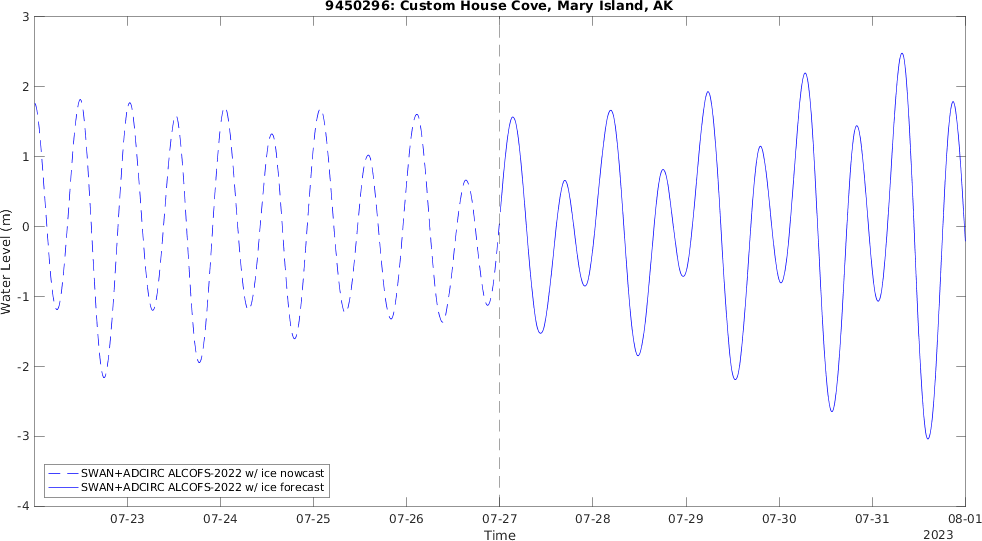 9450296: Custom House Cove, Mary Island, AK
3
2
1
0
-1
-2
-3
-4
Water Level (m)
SWAN+ADCIRC ALCOFS-2022 w/ ice nowcast
SWAN+ADCIRC ALCOFS-2022 w/ ice forecast
07-23 07-24 07-25 07-26 07-27 07-28 07-29 07-30 07-31 08-01
Time
2023